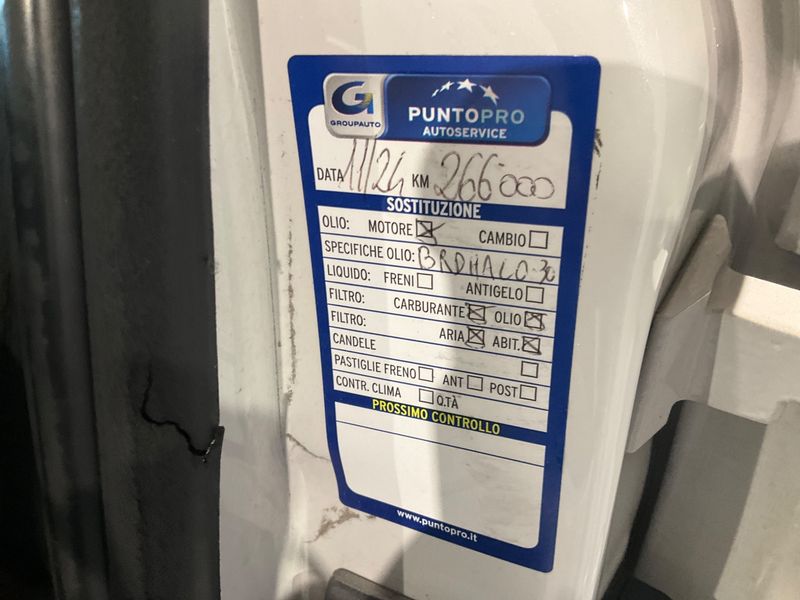 G
GROUPAUTO
PUNTOPRO
AUTOSERVICE
DATA 11/24 KM 266000
SOSTITUZIONE
OLIO: MOTORE CAMBIO
SPECIFICHE OLIO:
LIQUIDO: FRENI ANTIGELO
FILTRO: CARBURANTE OLIO
FILTRO: ARIA ABIT.
CANDELE
PASTIGLIE FRENO ANT POST
CONTR. CLIMA Q.TÀ
PROSSIMO CONTROLLO
www.puntopro.it